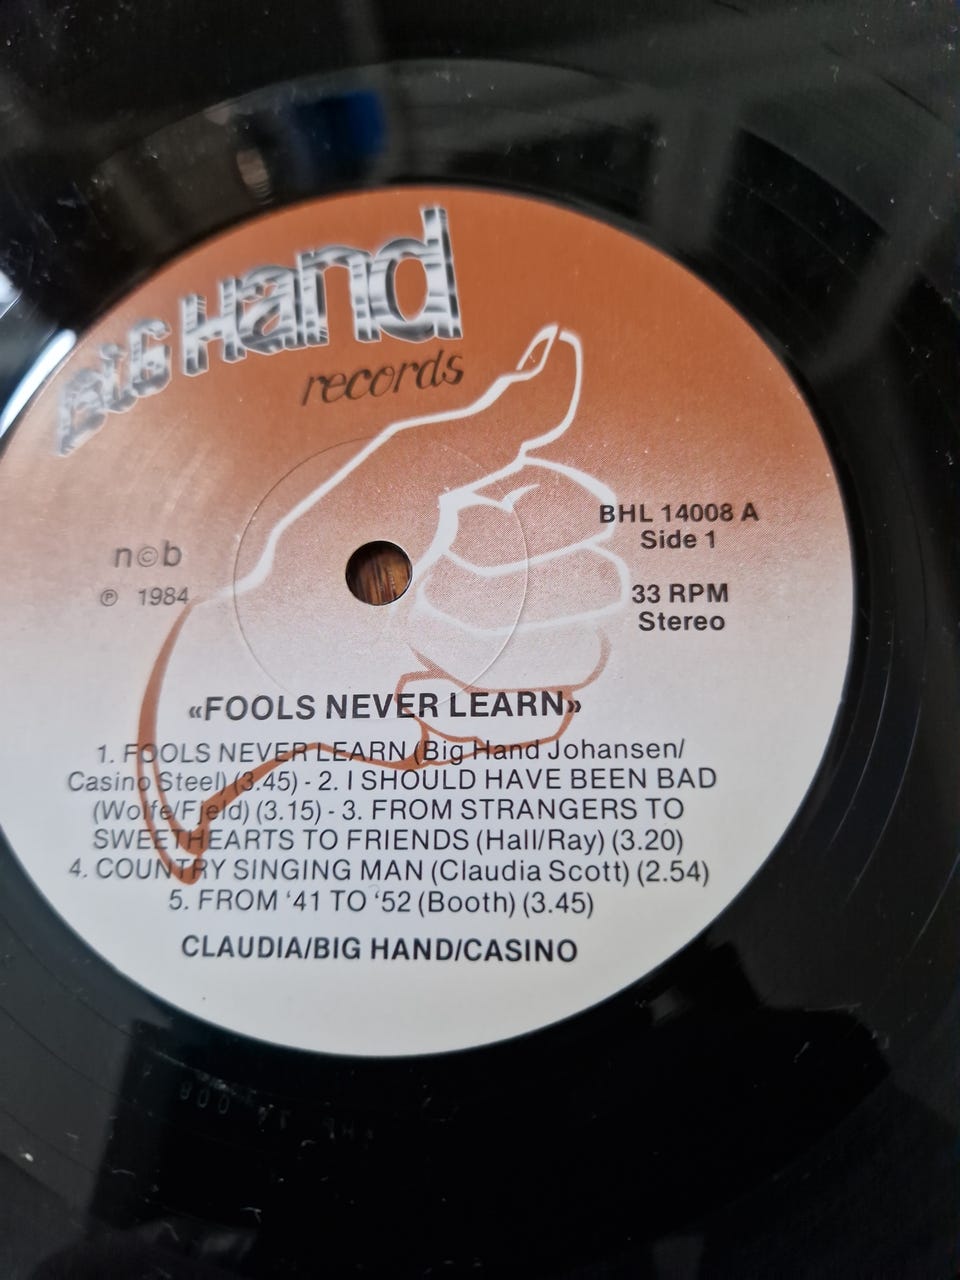 BIG Hand
records
n©b
℗ 1984
BHL 14008 A
Side 1
33 RPM
Stereo
«FOOLS NEVER LEARN»
1. FOOLS NEVER LEARN (Big Hand Johansen/
Casino Steel) (3.45) - 2. I SHOULD HAVE BEEN BAD
(Wolfe/Fjeld) (3.15) - 3. FROM STRANGERS TO
SWEETHEARTS TO FRIENDS (Hall/Ray) (3.20)
4. COUNTRY SINGING MAN (Claudia Scott) (2.54)
5. FROM ‘41 TO ‘52 (Booth) (3.45)
CLAUDIA/BIG HAND/CASINO